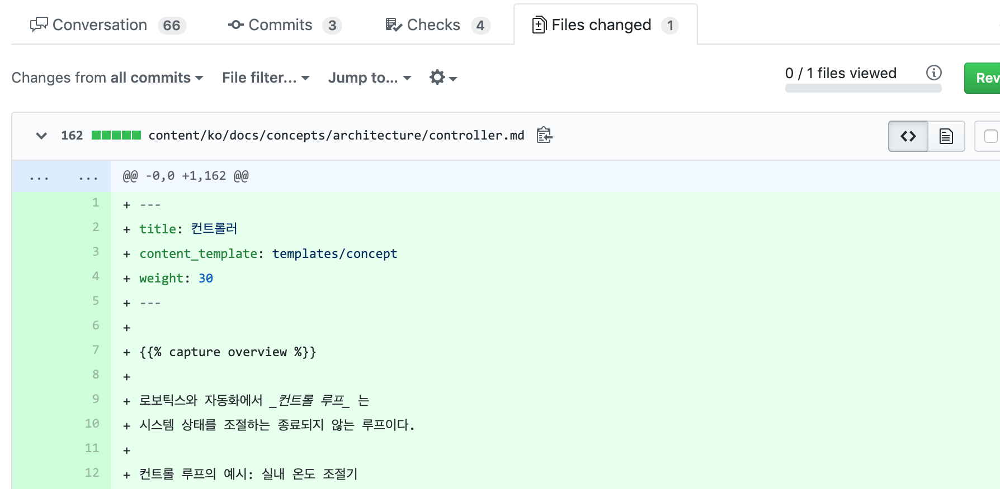 Conversation 66 Commits 3 Checks 4 Files changed 1
Changes from all commits File filter... Jump to... 0 / 1 files viewed
162 content/ko/docs/concepts/architecture/controller.md
... ... @@ -0,0 +1,162 @@
1 + ---
2 + title: 컨트롤러
3 + content_template: templates/concept
4 + weight: 30
5 + ---
6 +
7 + {{% capture overview %}}
8 +
9 + 로보틱스와 자동화에서 _컨트롤 루프_ 는
10 + 시스템 상태를 조절하는 종료되지 않는 루프이다.
11 +
12 + 컨트롤 루프의 예시: 실내 온도 조절기